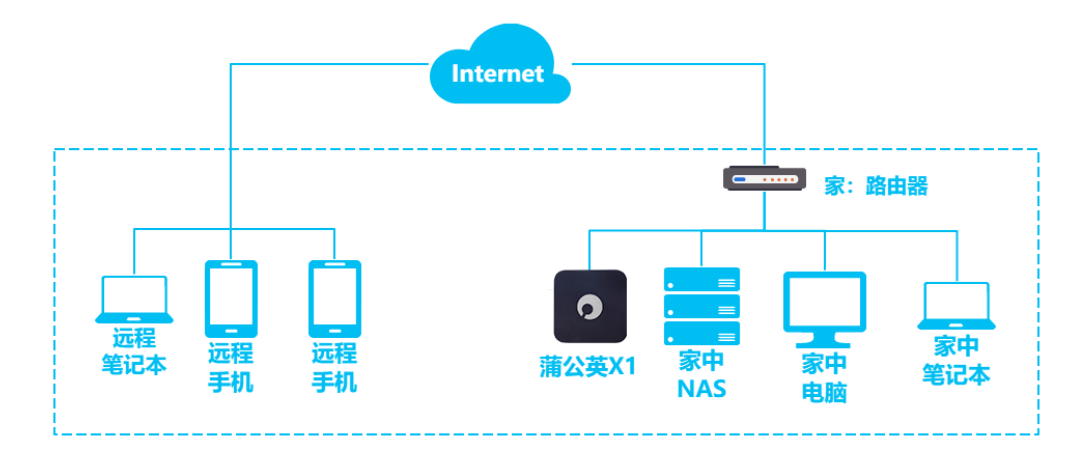 Internet
家：路由器
远程
笔记本
远程
手机
远程
手机
蒲公英X1
家中
NAS
家中
电脑
家中
笔记本